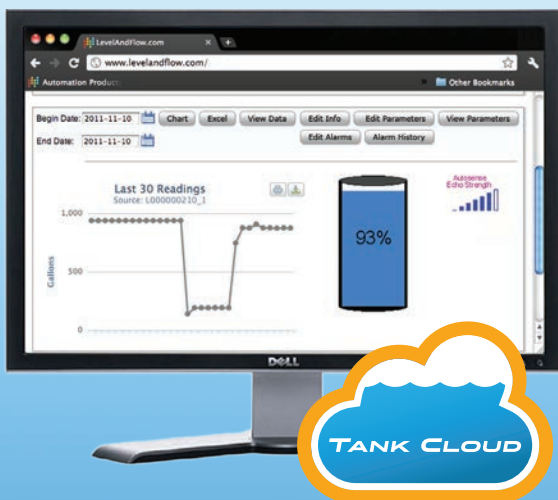 LevelAndFlow.com
www.levelandflow.com/
Automation Produc
Other Bookmarks
Begin Date: 2011-11-10 Chart Excel View Data Edit Info Edit Parameters View Parameters
End Date: 2011-11-10 Edit Alarms Alarm History
Last 30 Readings
Source: L000000210_1
Autosense
Echo Strength
1,000
500
0
Gallons
93%
DELL
TANK CLOUD